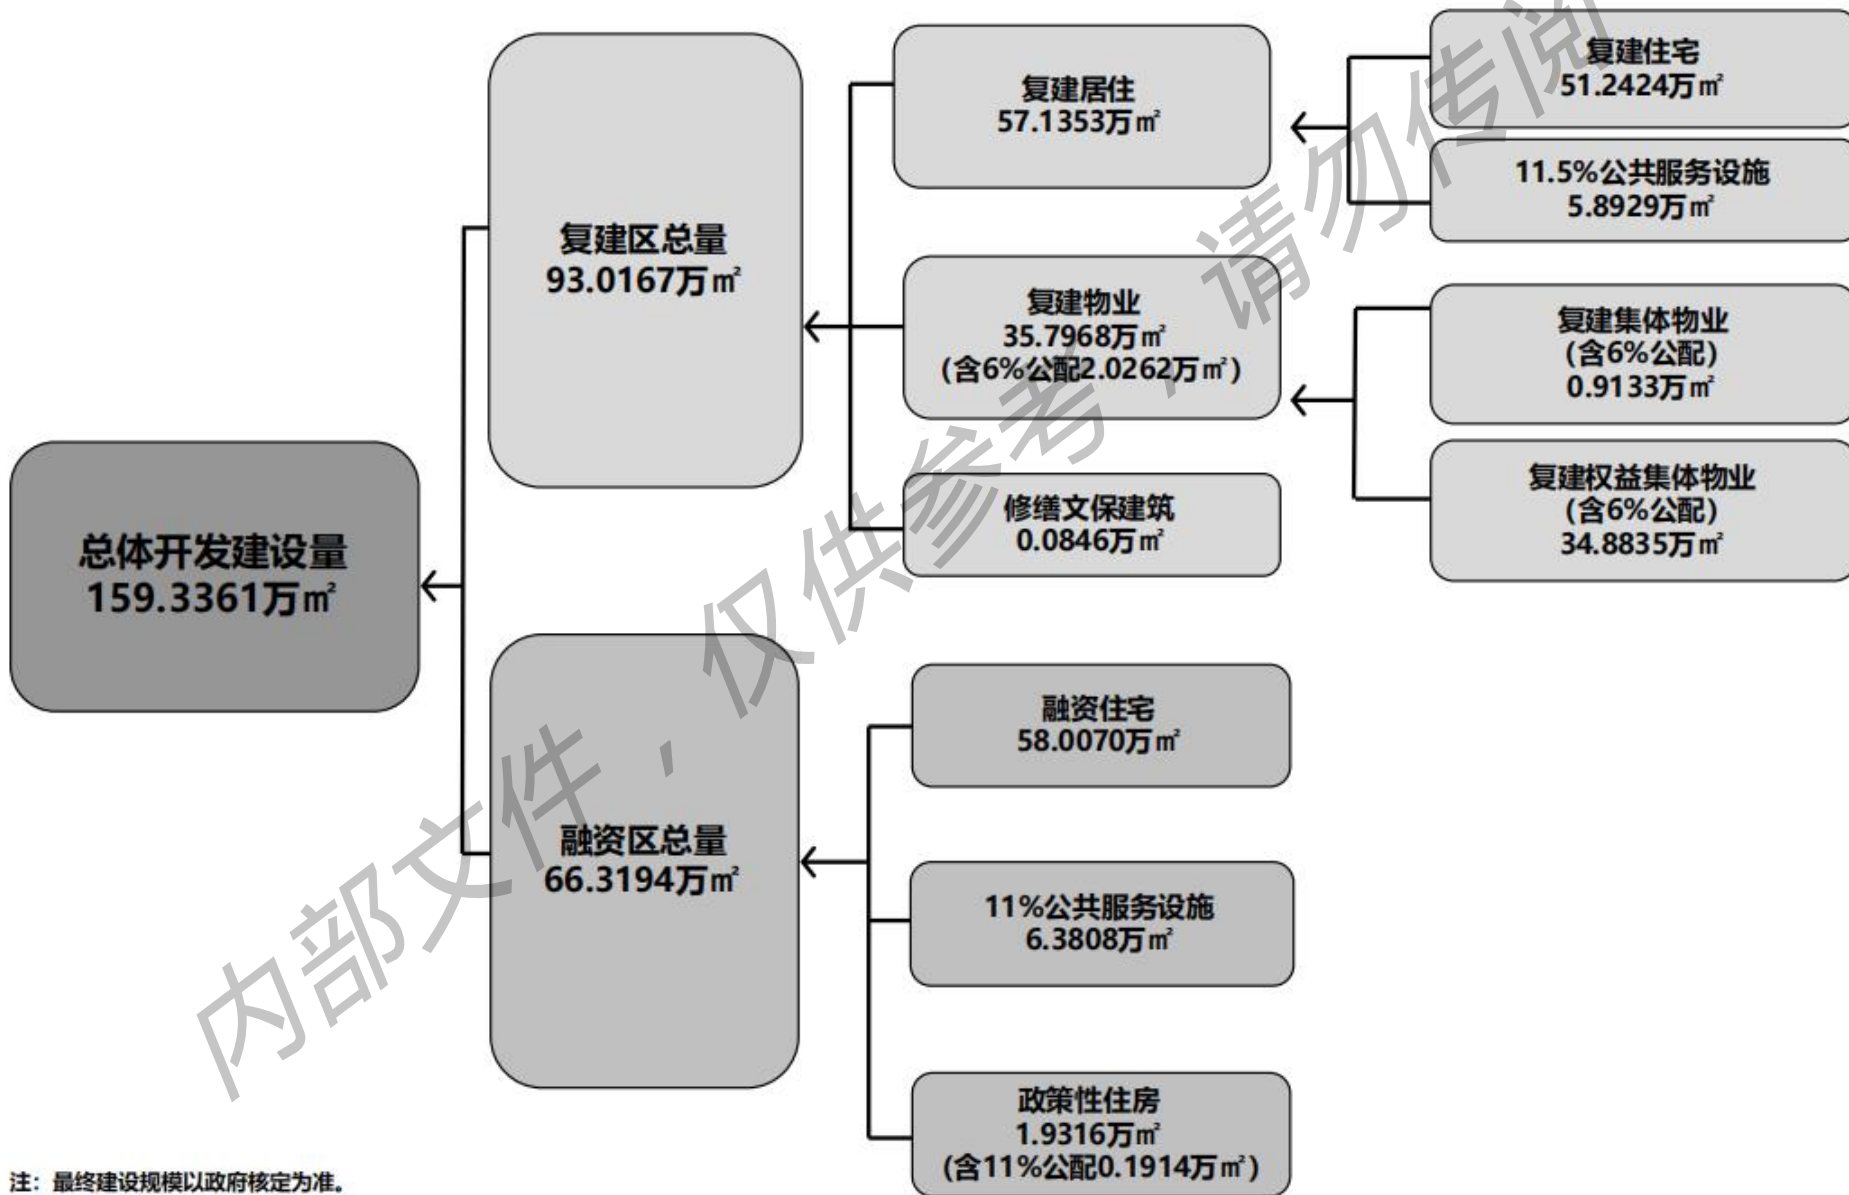 总体开发建设量
159.3361万㎡
复建区总量
93.0167万㎡
复建居住
57.1353万㎡
复建住宅
51.2424万㎡
11.5%公共服务设施
5.8929万㎡
复建物业
35.7968万㎡
(含6%公配2.0262万㎡)
复建集体物业
(含6%公配)
0.9133万㎡
复建权益集体物业
(含6%公配)
34.8835万㎡
修缮文保建筑
0.0846万㎡
融资区总量
66.3194万㎡
融资住宅
58.0070万㎡
11%公共服务设施
6.3808万㎡
政策性住房
1.9316万㎡
(含11%公配0.1914万㎡)
注：最终建设规模以政府核定为准。
内部文件，仅供参考，请勿传阅